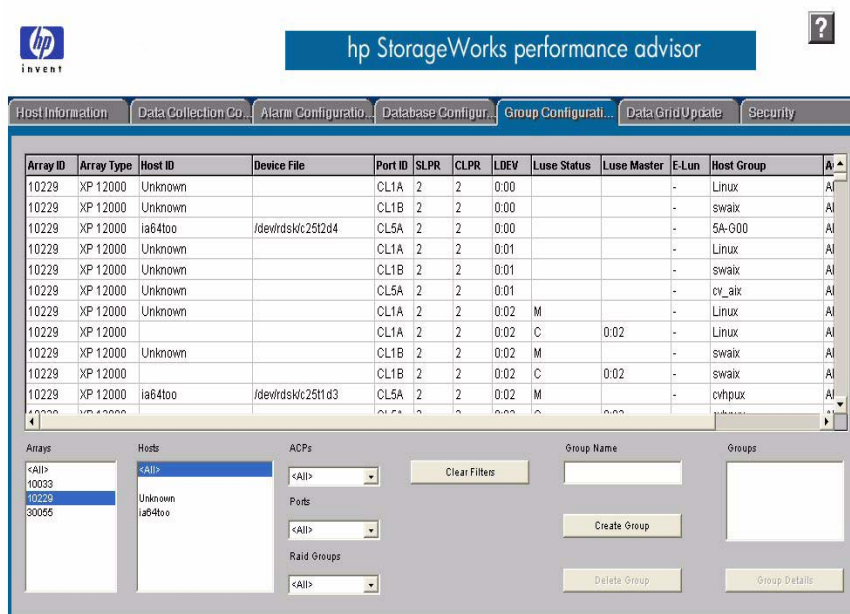 hp
invent
hp StorageWorks performance advisor
?
Host Information Data Collection Co... Alarm Configuratio... Database Configur... Group Configurati... Data Grid Update Security
Array ID Array Type Host ID Device File Port ID SLPR CLPR LDEV Luse Status Luse Master E-Lun Host Group
10229 XP 12000 Unknown CL1A 2 2 0:00 - Linux
10229 XP 12000 Unknown CL1B 2 2 0:00 - swaix
10229 XP 12000 ia64too /dev/rdsk/c25t2d4 CL5A 2 2 0:00 - 5A-G00
10229 XP 12000 Unknown CL1A 2 2 0:01 - Linux
10229 XP 12000 Unknown CL1B 2 2 0:01 - swaix
10229 XP 12000 Unknown CL5A 2 2 0:01 - cv_aix
10229 XP 12000 Unknown CL1A 2 2 0:02 M - Linux
10229 XP 12000 CL1A 2 2 0:02 C 0:02 - Linux
10229 XP 12000 Unknown CL1B 2 2 0:02 M - swaix
10229 XP 12000 CL1B 2 2 0:02 C 0:02 - swaix
10229 XP 12000 ia64too /dev/rdsk/c25t1d3 CL5A 2 2 0:02 M - cvhpux
Arrays Hosts ACPs Group Name Groups
<All> <All> <All> Clear Filters
10033
10229 Unknown Ports
30055 ia64too
<All> Create Group
Raid Groups
<All> Delete Group Group Details